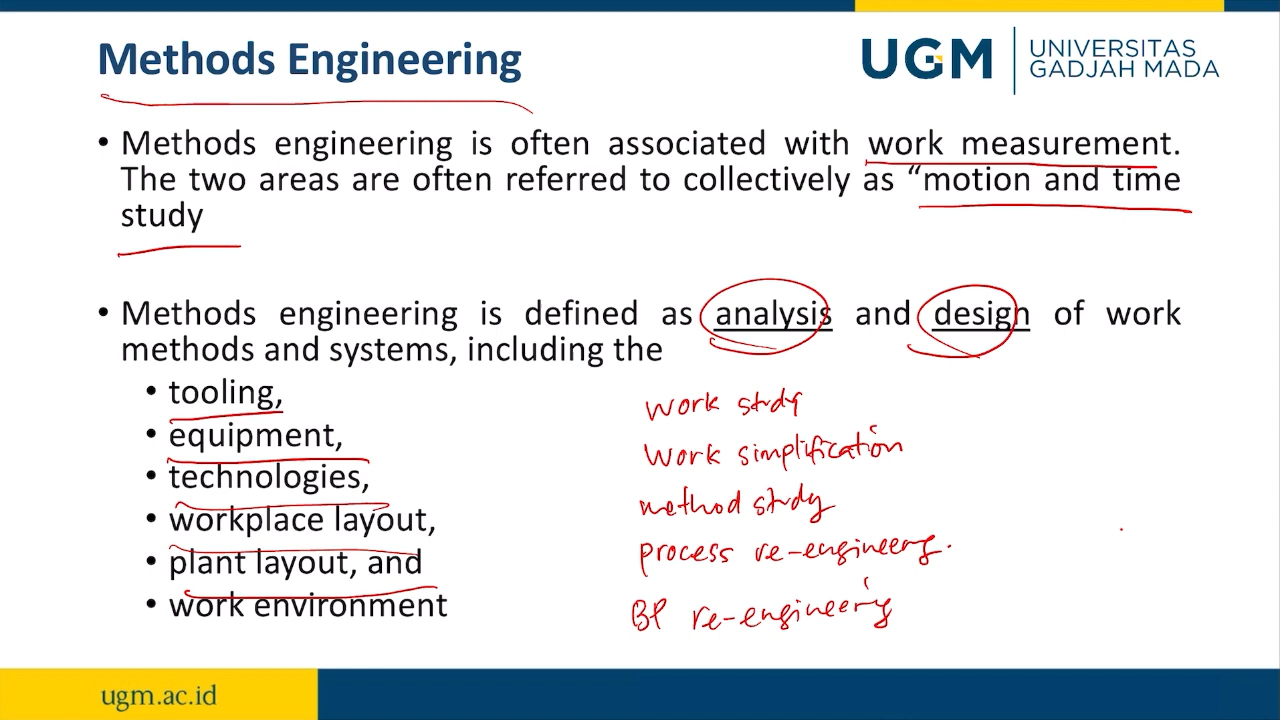 Methods Engineering
UGM
UNIVERSITAS
GADJAH MADA
• Methods engineering is often associated with work measurement.
The two areas are often referred to collectively as “motion and time
study
• Methods engineering is defined as analysis and design of work
methods and systems, including the
• tooling,
• equipment,
• technologies,
• workplace layout,
• plant layout, and
• work environment
work stdy
work simplification
method stdy
process re-engineerng.
BP re-engineering
ugm.ac.id